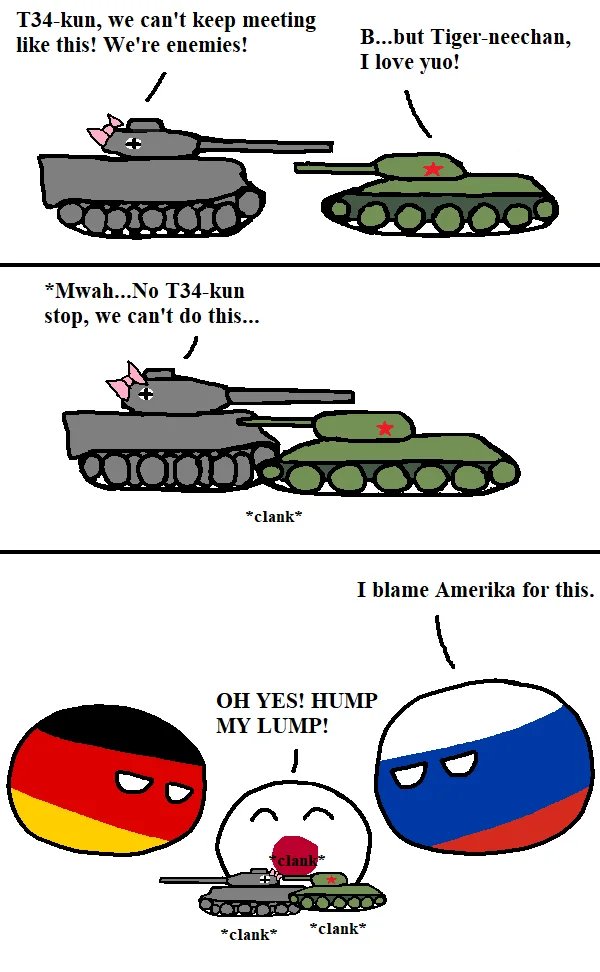 T34-kun, we can't keep meeting
like this! We're enemies!
B...but Tiger-neechan,
I love yuo!
*Mwah...No T34-kun
stop, we can't do this...
*clank*
I blame Amerika for this.
OH YES! HUMP
MY LUMP!
*clank*
*clank*
*clank*